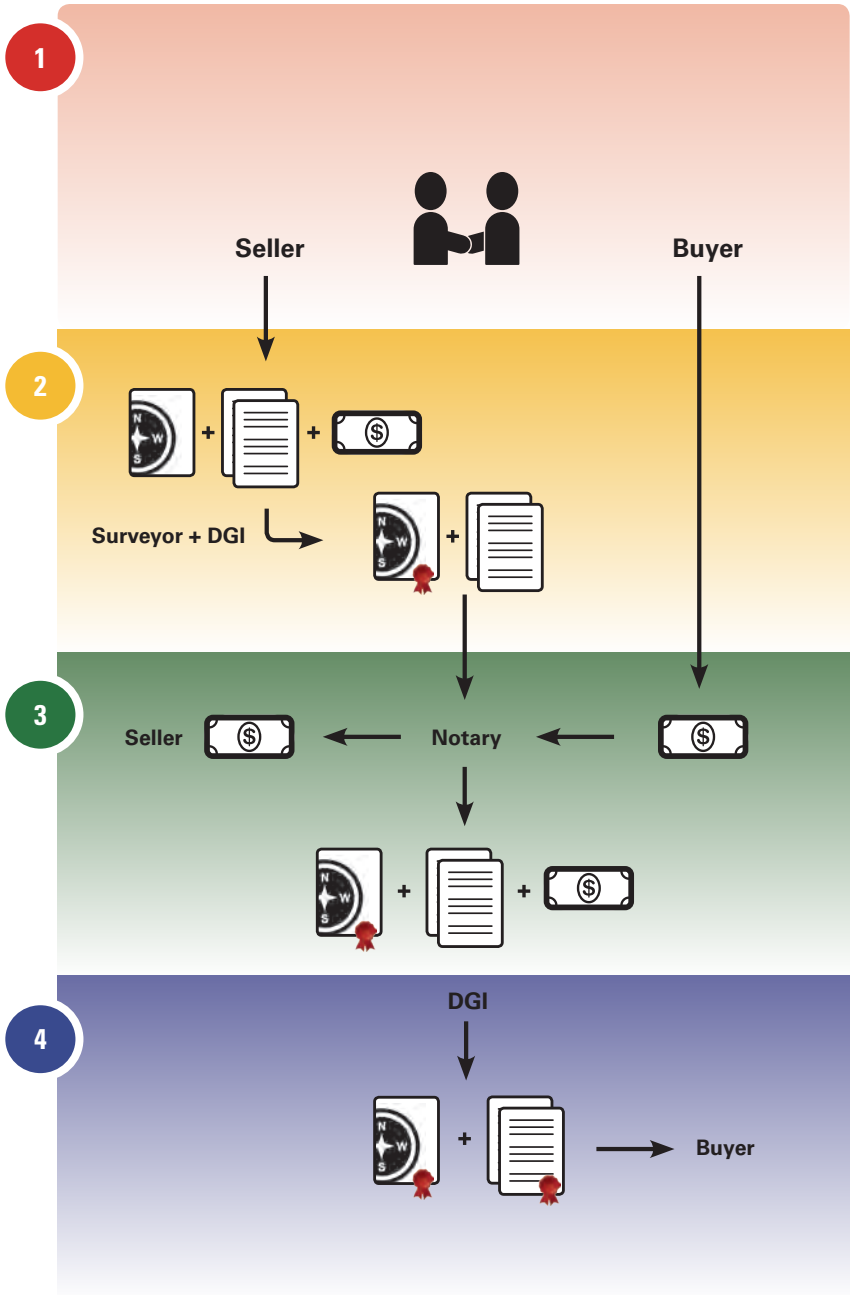 1
Seller
Buyer
2
N
W
S
+
+
$
Surveyor + DGI
N
W
S
+
3
Seller
$
Notary
$
N
W
S
+
+
$
4
DGI
N
W
S
+
Buyer